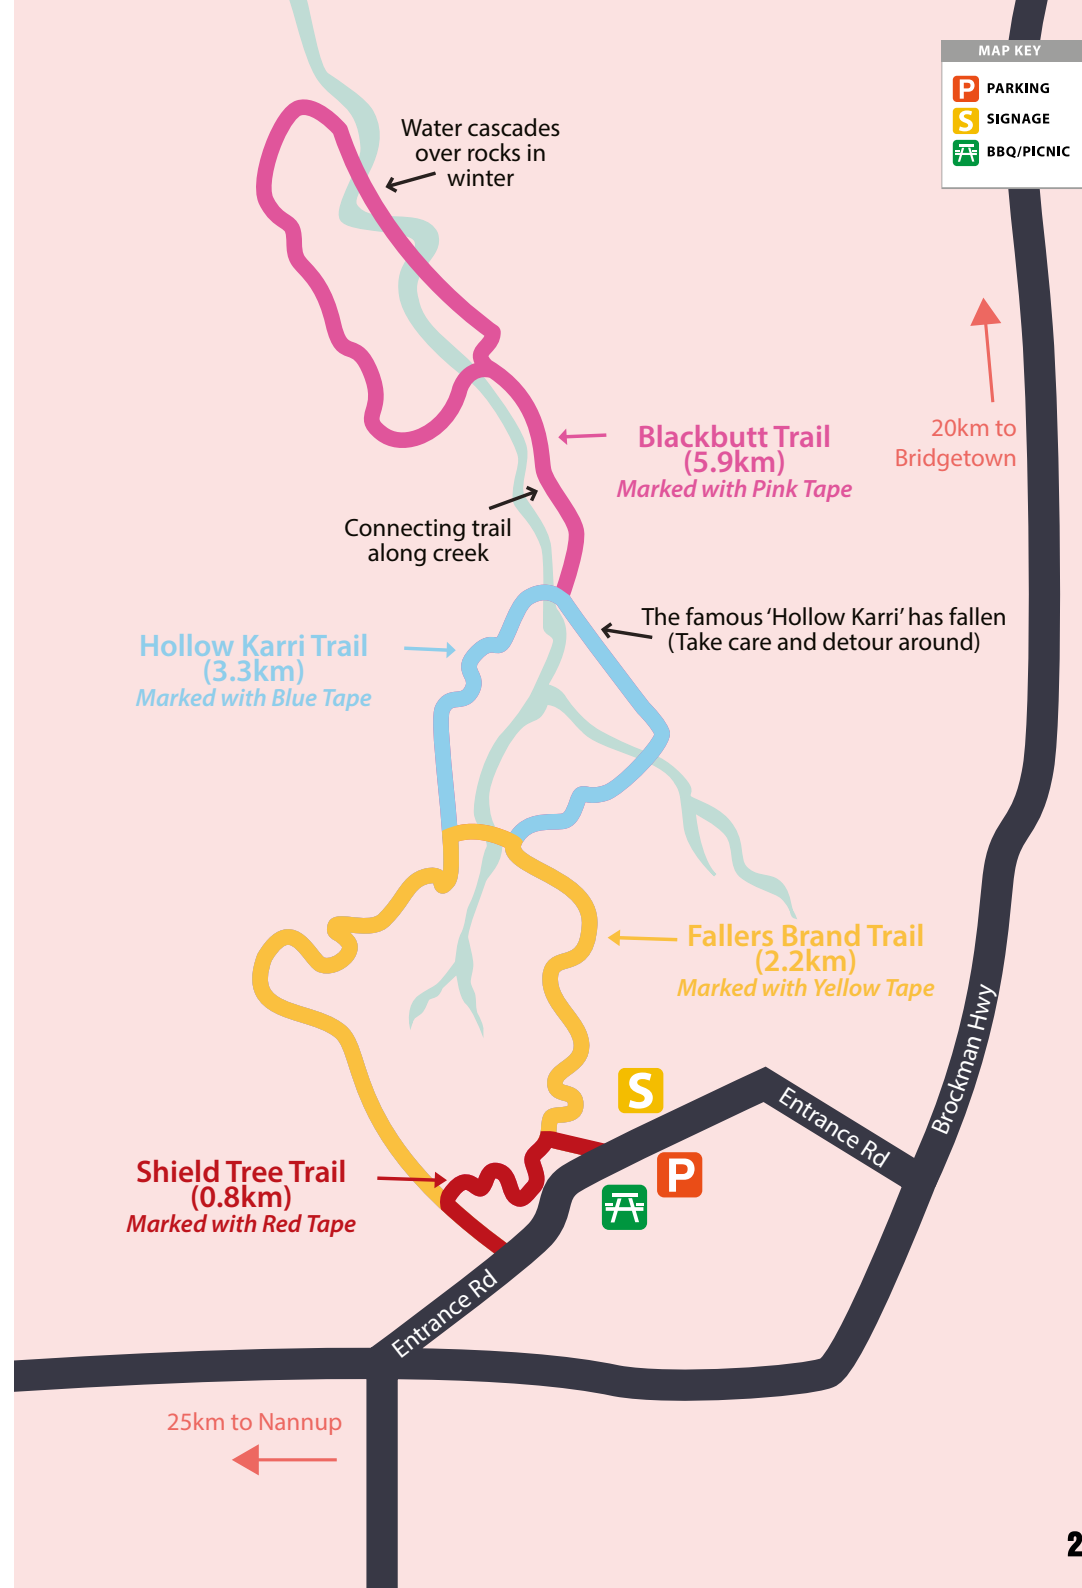 MAP KEY
P PARKING
S SIGNAGE
BBQ/PICNIC
Water cascades
over rocks in
winter
20km to
Bridgetown
Blackbutt Trail
(5.9km)
Marked with Pink Tape
Connecting trail
along creek
The famous ‘Hollow Karri’ has fallen
(Take care and detour around)
Hollow Karri Trail
(3.3km)
Marked with Blue Tape
Fallers Brand Trail
(2.2km)
Marked with Yellow Tape
Brockman Hwy
S
Entrance Rd
P
Shield Tree Trail
(0.8km)
Marked with Red Tape
Entrance Rd
25km to Nannup
2